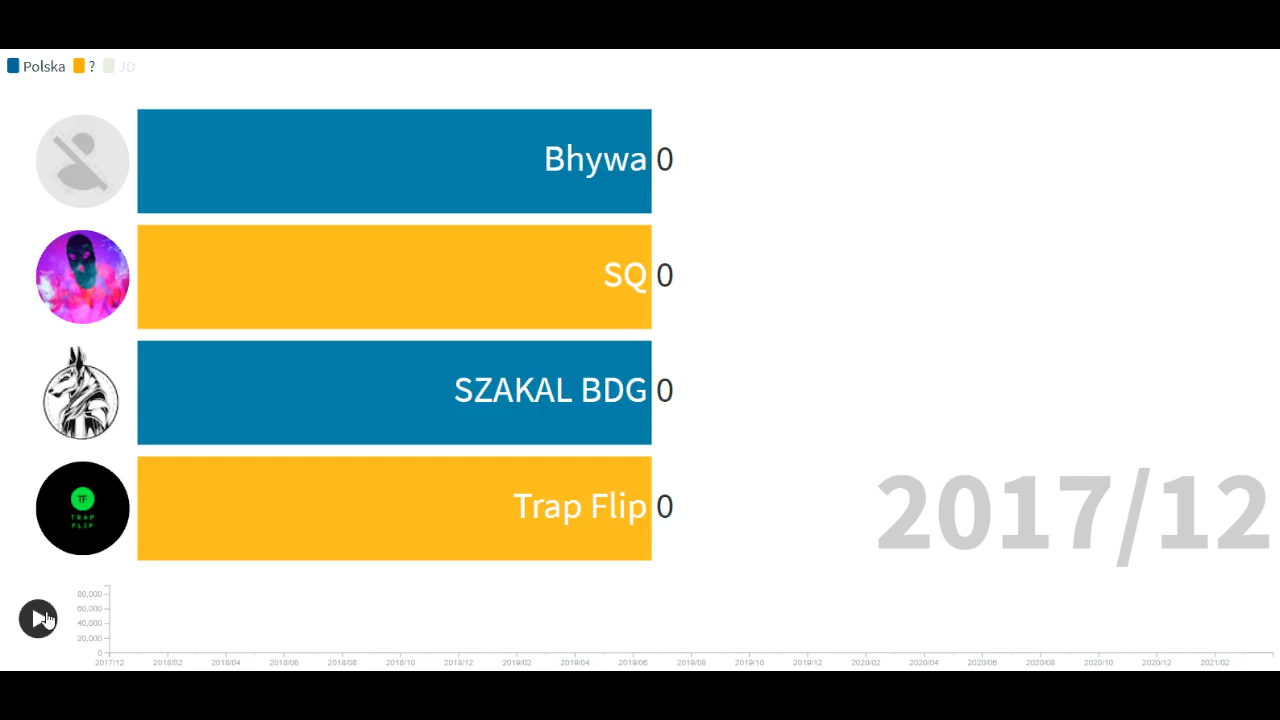 Polska ? JD
Bhywa 0
SQ 0
SZAKAL BDG 0
TF
TRAP
FLIP
Trap Flip 0
2017/12
80,000
60,000
40,000
20,000
0
2017/12 2018/02 2018/04 2018/06 2018/08 2018/10 2018/12 2019/02 2019/04 2019/06 2019/08 2019/10 2019/12 2020/02 2020/04 2020/06 2020/08 2020/10 2020/12 2021/02